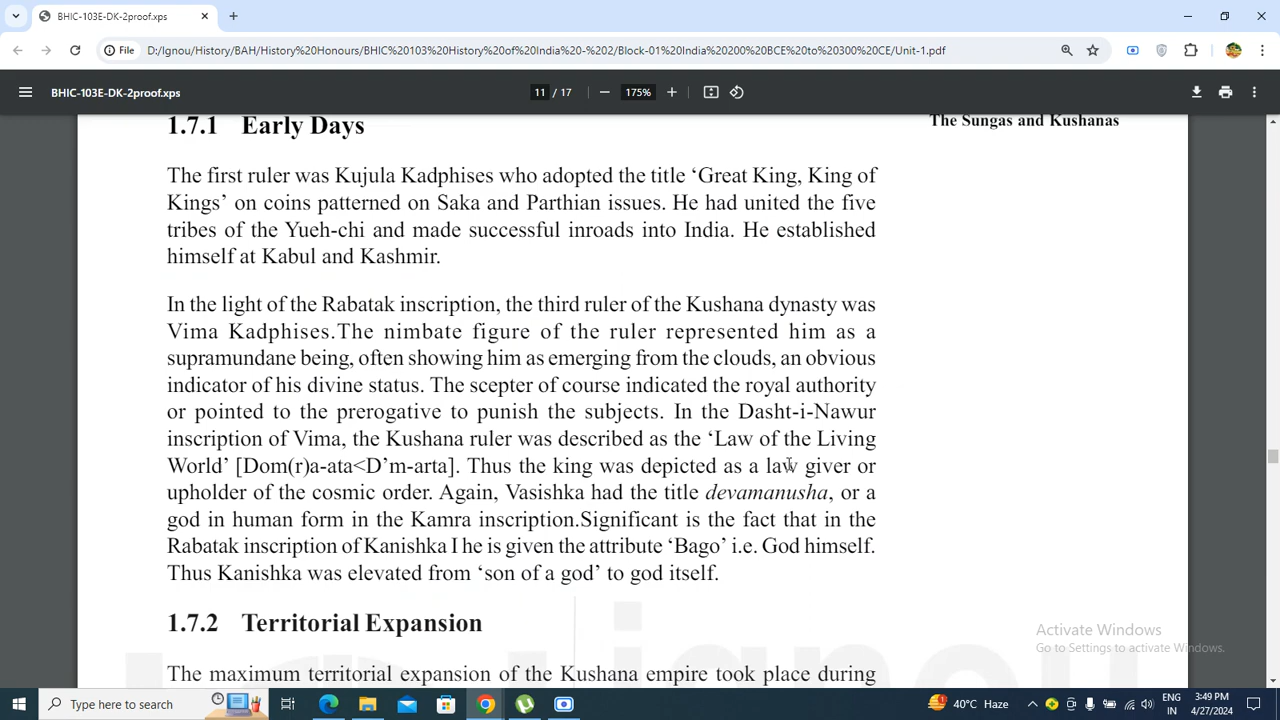 BHIC-103E-DK-2proof.xps
File D:/Ignou/History/BAH/History%20Honours/BHIC%20103%20History%20of%20India%20-%202/Block-01%20India%20200%20BCE%20to%20300%20CE/Unit-1.pdf
BHIC-103E-DK-2proof.xps 11 / 17 175%
1.7.1 Early Days The Sungas and Kushanas
The first ruler was Kujula Kadphises who adopted the title ‘Great King, King of
Kings’ on coins patterned on Saka and Parthian issues. He had united the five
tribes of the Yueh-chi and made successful inroads into India. He established
himself at Kabul and Kashmir.
In the light of the Rabatak inscription, the third ruler of the Kushana dynasty was
Vima Kadphises.The nimbate figure of the ruler represented him as a
supramundane being, often showing him as emerging from the clouds, an obvious
indicator of his divine status. The scepter of course indicated the royal authority
or pointed to the prerogative to punish the subjects. In the Dasht-i-Nawur
inscription of Vima, the Kushana ruler was described as the ‘Law of the Living
World’ [Dom(r)a-ata<D’m-arta]. Thus the king was depicted as a law giver or
upholder of the cosmic order. Again, Vasishka had the title devamanusha, or a
god in human form in the Kamra inscription.Significant is the fact that in the
Rabatak inscription of Kanishka I he is given the attribute ‘Bago’ i.e. God himself.
Thus Kanishka was elevated from ‘son of a god’ to god itself.
1.7.2 Territorial Expansion
The maximum territorial expansion of the Kushana empire took place during
Activate Windows
Go to Settings to activate Windows.
Type here to search 40°C Haze ENG IN 3:49 PM 4/27/2024